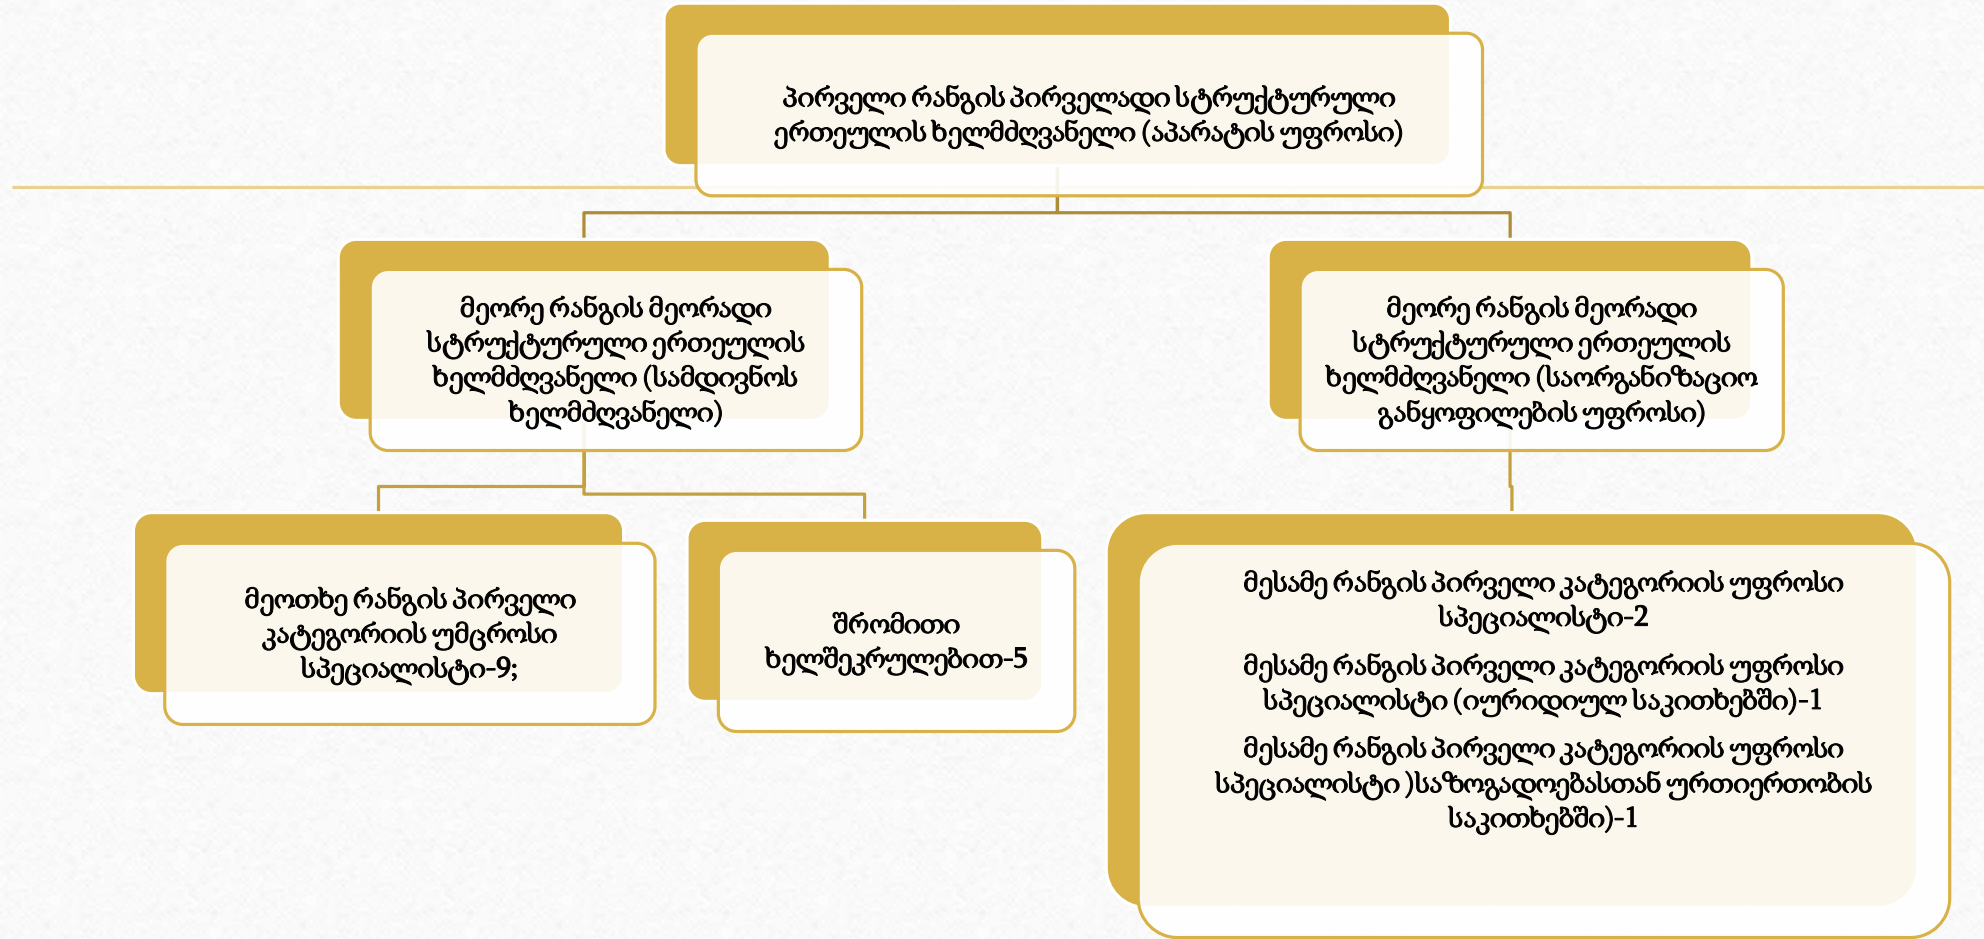 პირველი რანგის პირველადი სტრუქტურული
ერთეულის ხელმძღვანელი (აპარატის უფროსი)
მეორე რანგის მეორადი
სტრუქტურული ერთეულის
ხელმძღვანელი (სამდივნოს
ხელმძღვანელი)
მეორე რანგის მეორადი
სტრუქტურული ერთეულის
ხელმძღვანელი (საორგანიზაციო
განყოფილების უფროსი)
მეოთხე რანგის პირველი
კატეგორიის უმცროსი
სპეციალისტი-9;
შრომითი
ხელშეკრულებით-5
მესამე რანგის პირველი კატეგორიის უფროსი
სპეციალისტი-2
მესამე რანგის პირველი კატეგორიის უფროსი
სპეციალისტი (იურიდიულ საკითხებში)-1
მესამე რანგის პირველი კატეგორიის უფროსი
სპეციალისტი )საზოგადოებასთან ურთიერთობის
საკითხებში)-1